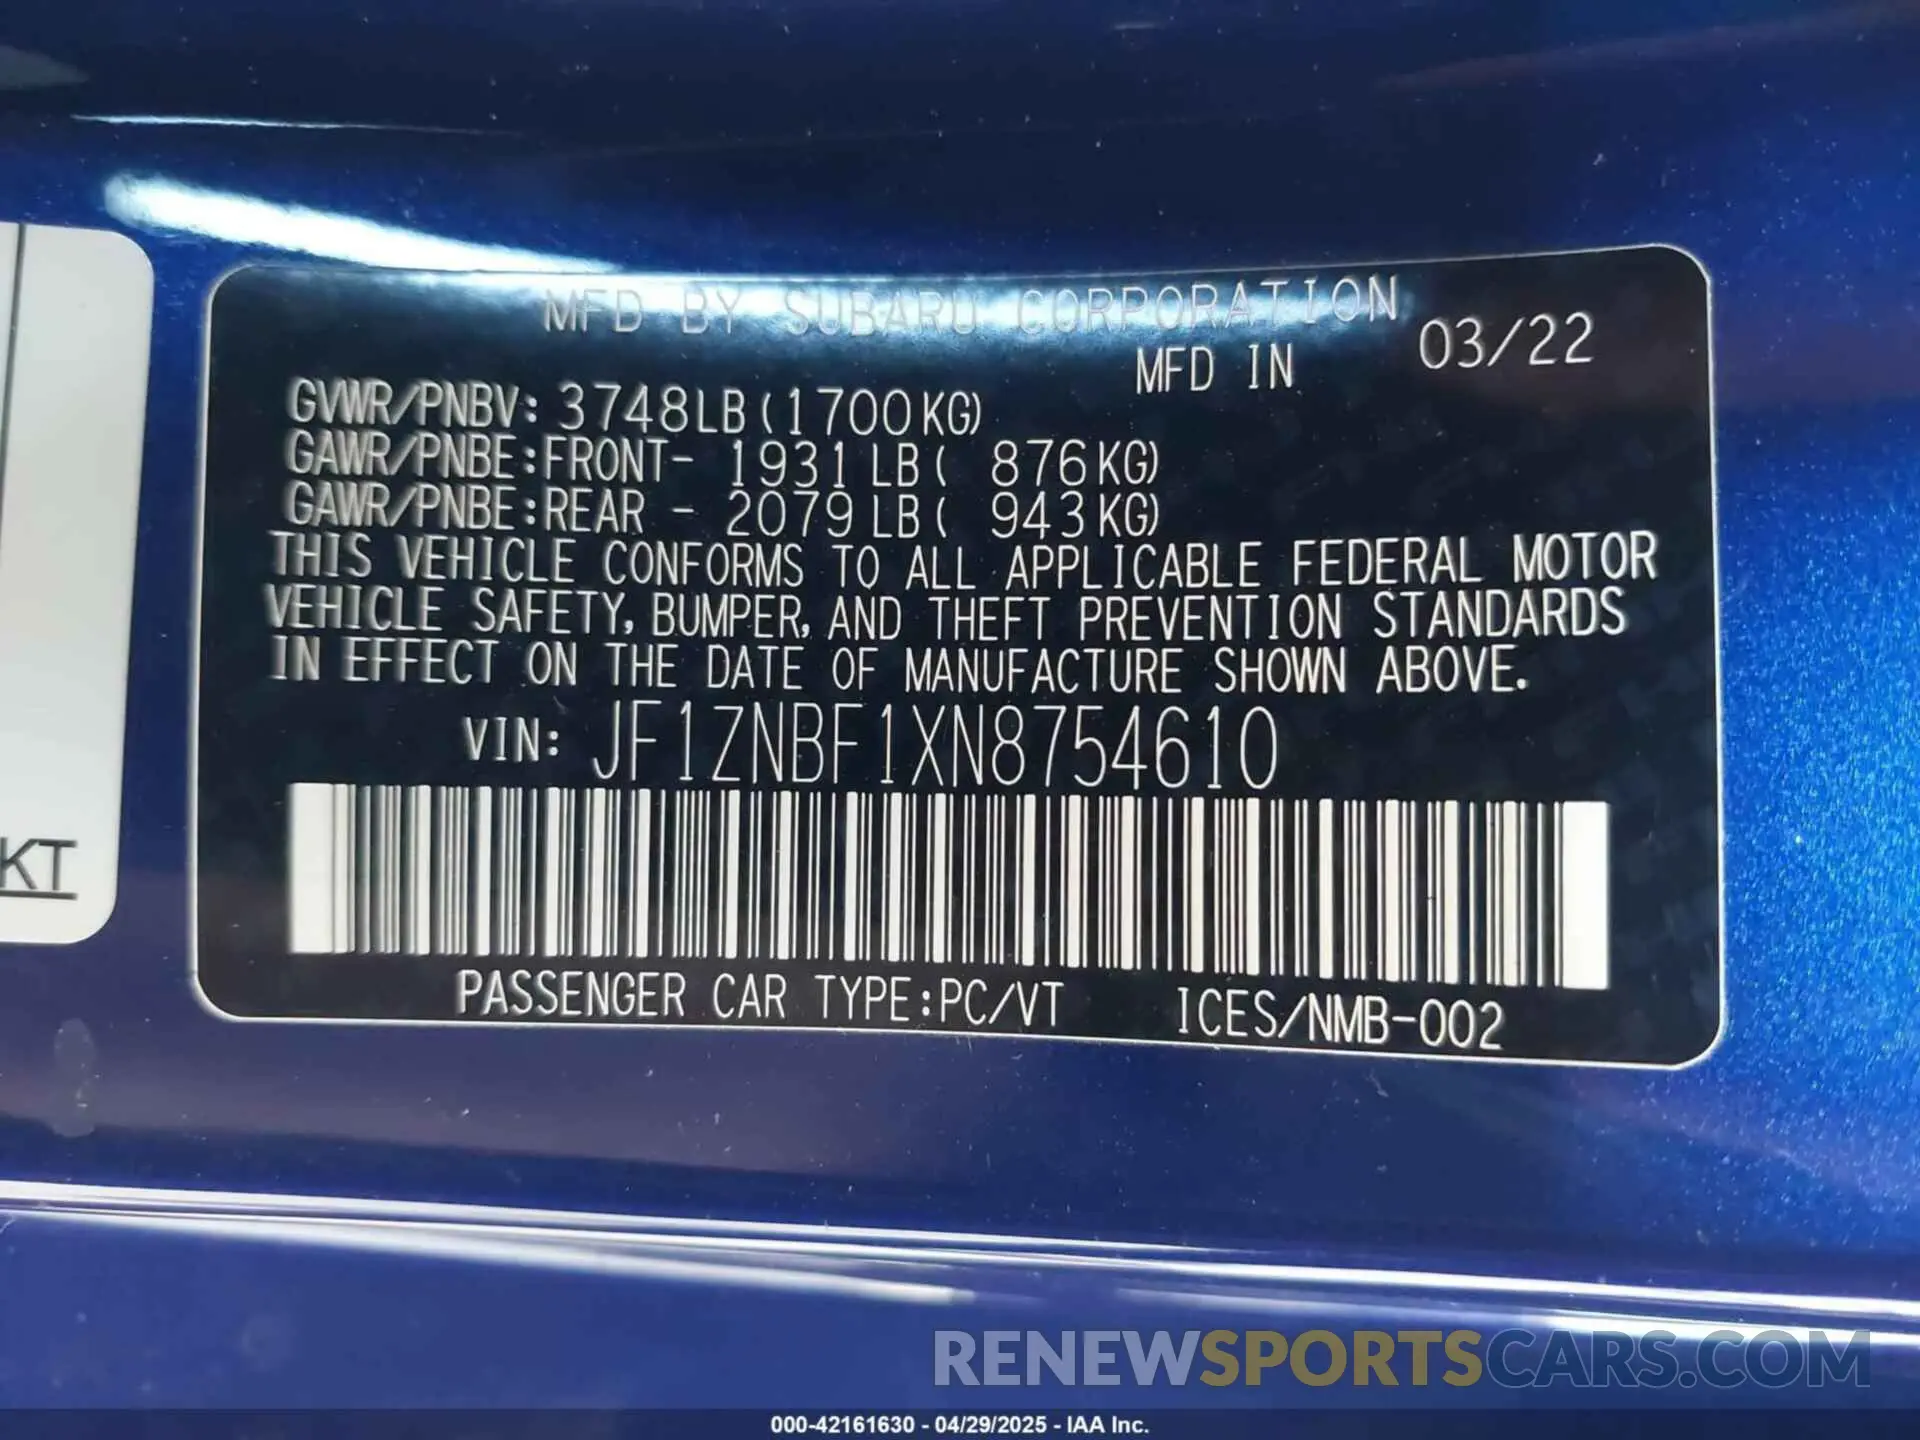 MFD BY SUBARU CORPORATION
MFD IN 03/22
GVWR/PNBV: 3748LB(1700KG)
GAWR/PNBE:FRONT- 1931LB( 876KG)
GAWR/PNBE:REAR - 2079LB( 943KG)
THIS VEHICLE CONFORMS TO ALL APPLICABLE FEDERAL MOTOR
VEHICLE SAFETY, BUMPER, AND THEFT PREVENTION STANDARDS
IN EFFECT ON THE DATE OF MANUFACTURE SHOWN ABOVE.
VIN: JF1ZNBF1XN8754610
PASSENGER CAR TYPE:PC/VT ICES/NMB-002
KT
RENEWSPORTSCARS.COM
000-42161630 - 04/29/2025 - IAA Inc.